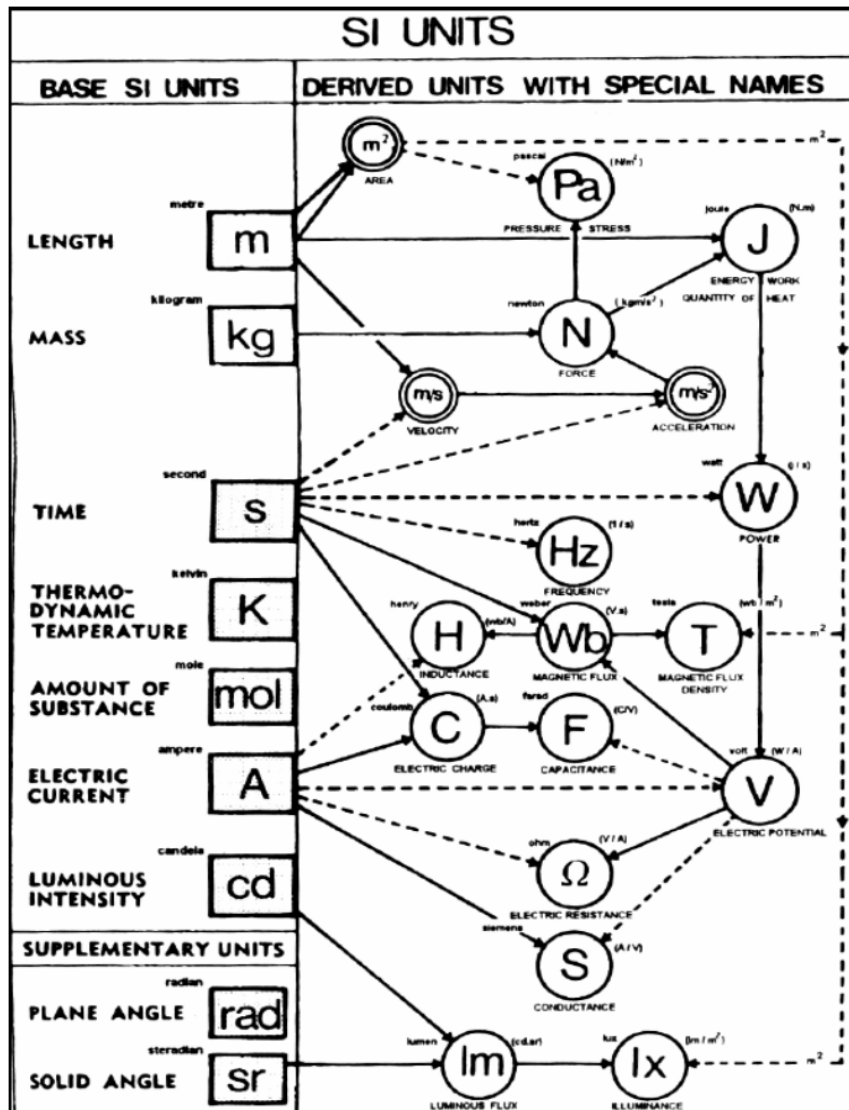 SI UNITS
BASE SI UNITS
DERIVED UNITS WITH SPECIAL NAMES
m²
AREA
m²
pascal
(N/m²)
Pa
PRESSURE STRESS
metre
LENGTH
m
joule
(N.m)
J
ENERGY WORK
QUANTITY OF HEAT
kilogram
MASS
kg
newton
(kgm/s²)
N
FORCE
m/s
VELOCITY
m/s²
ACCELERATION
second
TIME
s
watt
(j / s)
W
POWER
hertz
(1 / s)
Hz
FREQUENCY
kelvin
THERMO-
DYNAMIC
TEMPERATURE
K
henry
(wb/A)
H
INDUCTANCE
weber
(V.s)
Wb
MAGNETIC FLUX
tesla
(wb / m²)
T
MAGNETIC FLUX
DENSITY
m²
mole
AMOUNT OF
SUBSTANCE
mol
coulomb
(A.s)
C
ELECTRIC CHARGE
farad
(C/V)
F
CAPACITANCE
ampere
ELECTRIC
CURRENT
A
volt
(W / A)
V
ELECTRIC POTENTIAL
candela
LUMINOUS
INTENSITY
cd
ohm
(V / A)
Ω
ELECTRIC RESISTANCE
siemens
(A / V)
S
CONDUCTANCE
SUPPLEMENTARY UNITS
radian
PLANE ANGLE
rad
steradian
SOLID ANGLE
sr
lumen
(cd.sr)
lm
LUMINOUS FLUX
lux
(lm / m²)
lx
ILLUMINANCE
m²